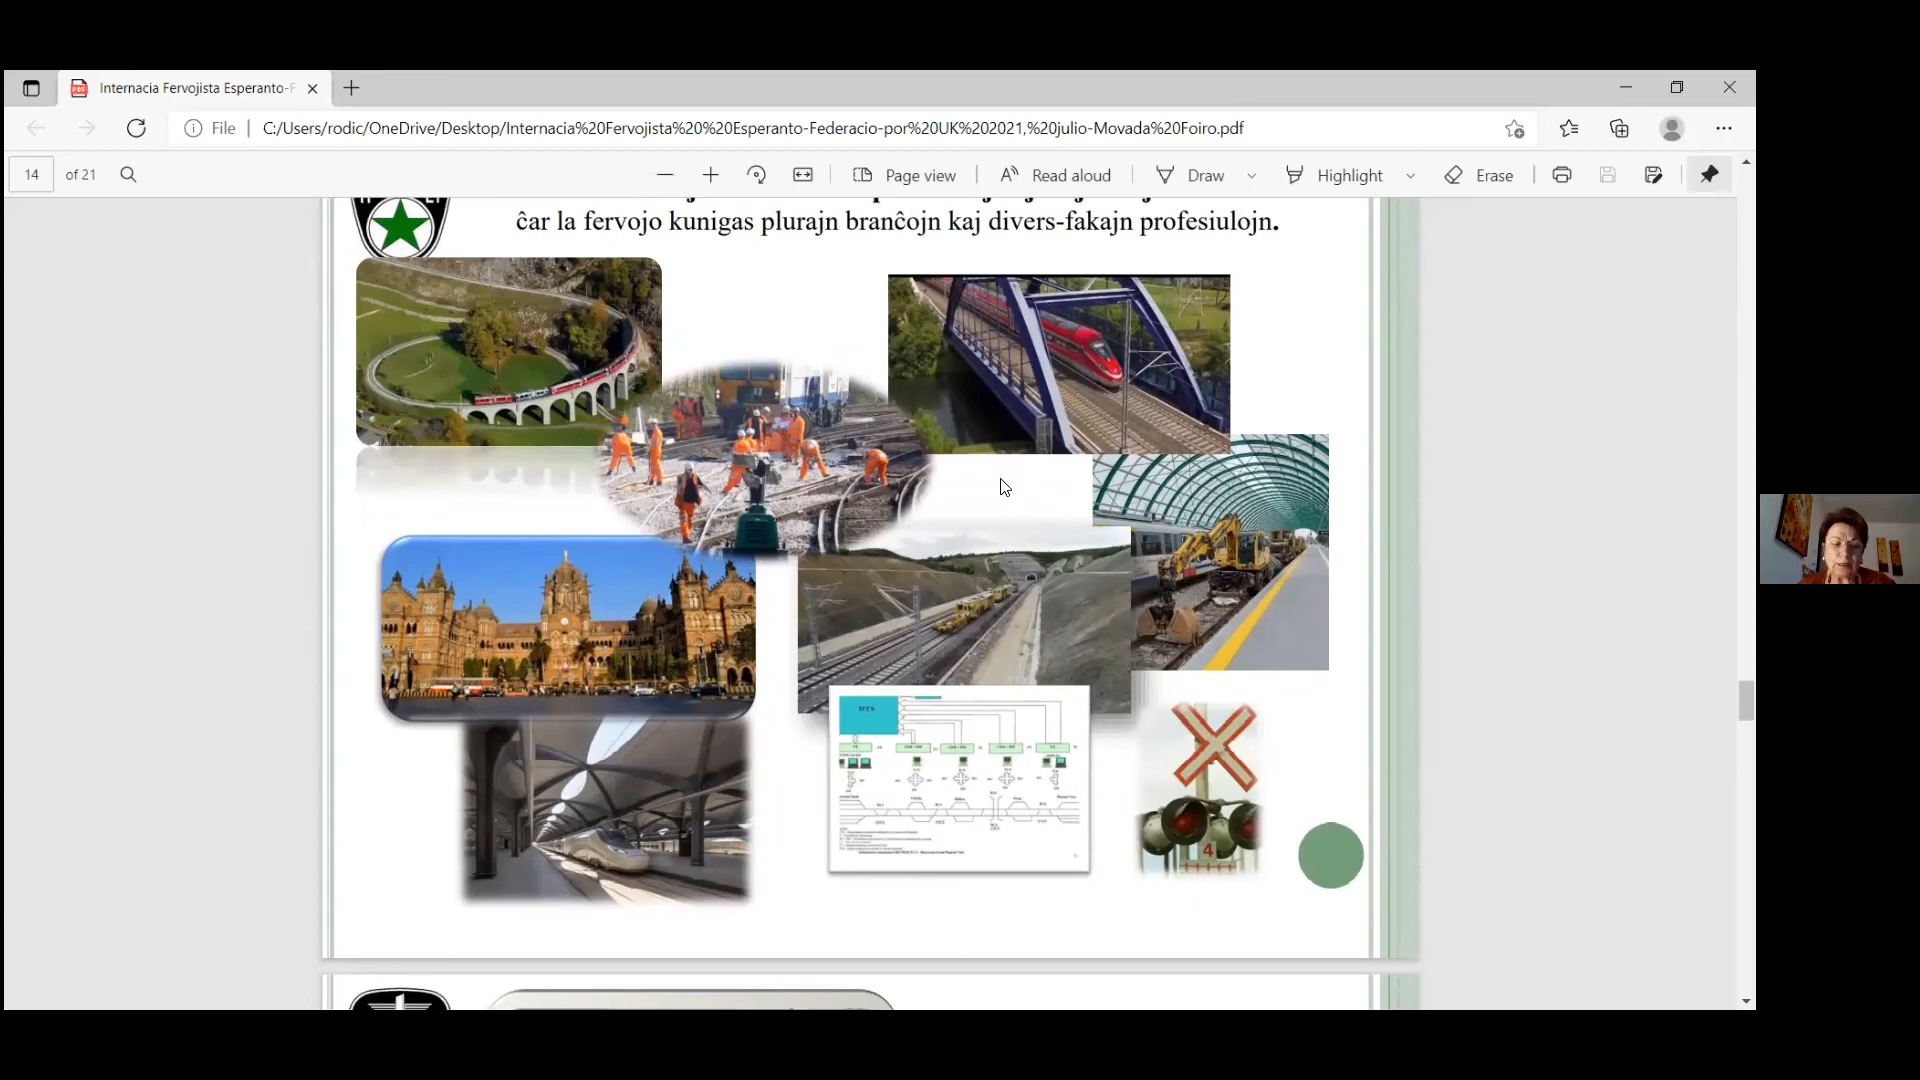 Internacia Fervojista Esperanto-F
File
C:/Users/rodic/OneDrive/Desktop/Internacia%20Fervojista%20%20Esperanto-Federacio-por%20UK%202021,%20julio-Movada%20Foiro.pdf
14 of 21
Page view
Read aloud
Draw
Highlight
Erase
ĉar la fervojo kunigas plurajn branĉojn kaj divers-fakajn profesiulojn.
4